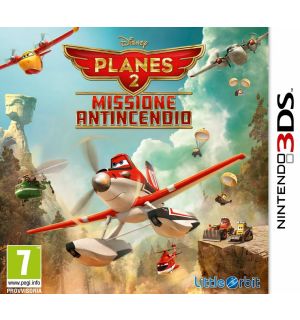 Disney
PLANES
2
MISSIONE
ANTINCENDIO
NINTENDO 3DS
7
www.pegi.info
PROVVISORIA
Little Orbit